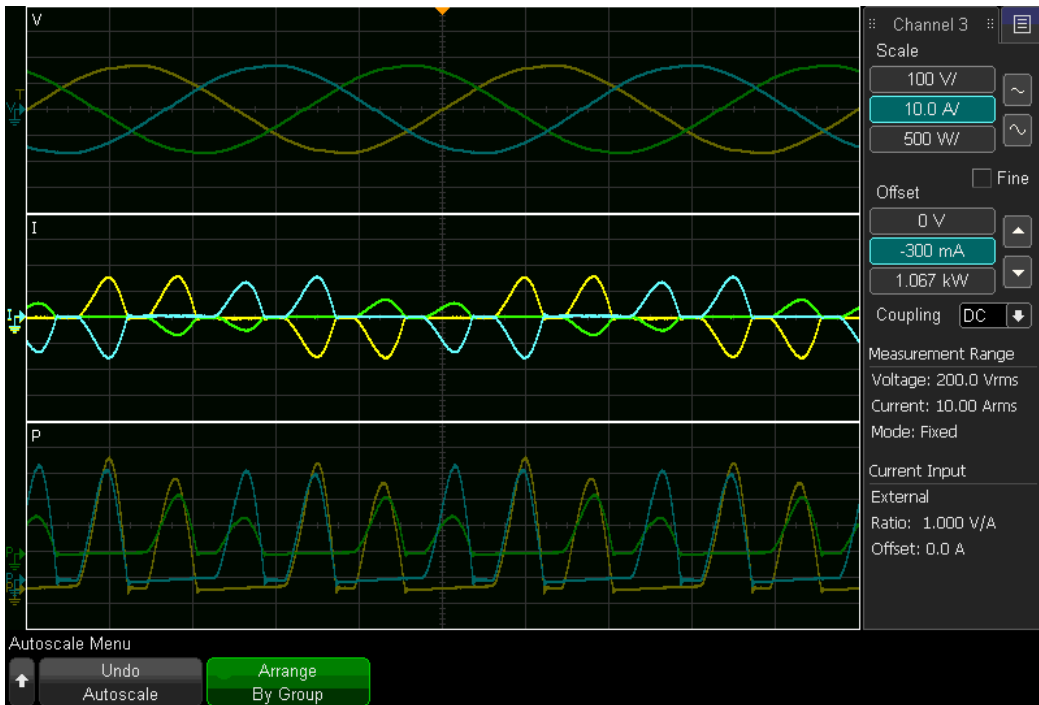 V
Channel 3
Scale
100 V/
10.0 A/
500 W/
Fine
Offset
0 V
-300 mA
1.067 kW
Coupling DC
Measurement Range
Voltage: 200.0 Vrms
Current: 10.00 Arms
Mode: Fixed
Current Input
External
Ratio: 1.000 V/A
Offset: 0.0 A
T
I
I
P
Autoscale Menu
Undo
Autoscale
Arrange
By Group